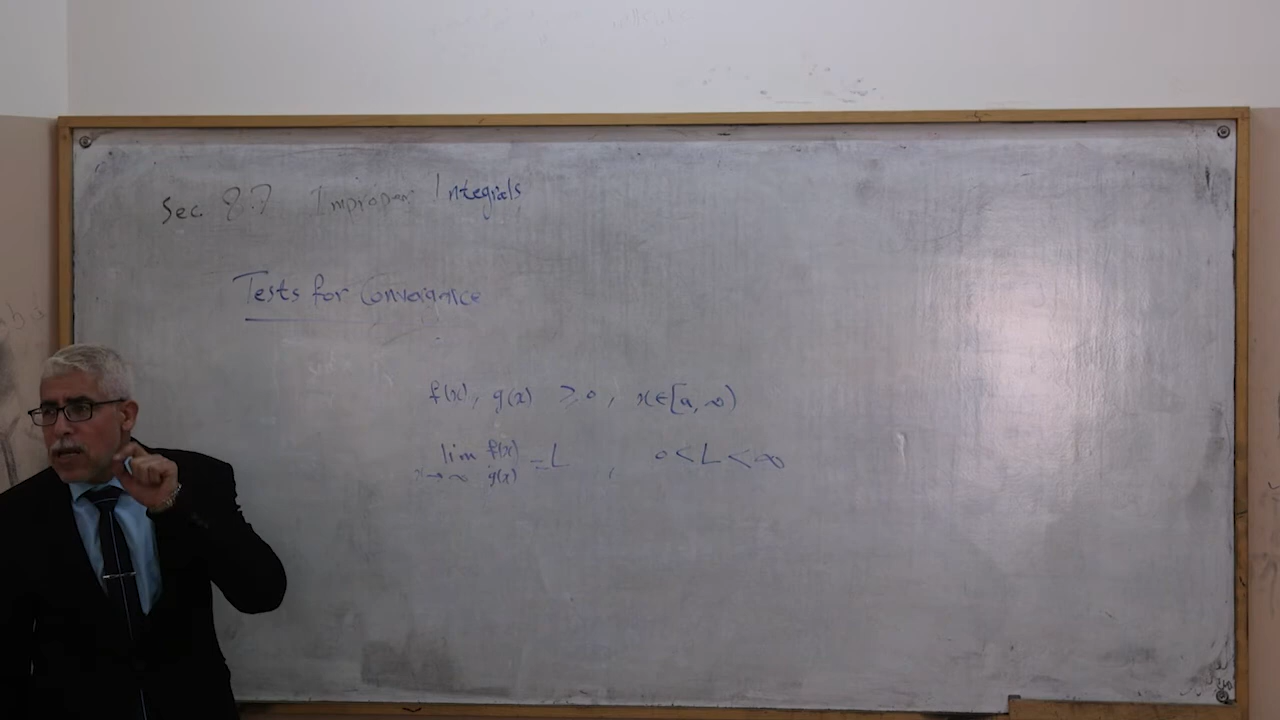 Sec. 8.7 Improper Integrals
Tests for Convergence
f(x), g(x) ≥ 0, x∈[a, ∞)
lim x→∞ f(x)/g(x) = L , 0 < L < ∞